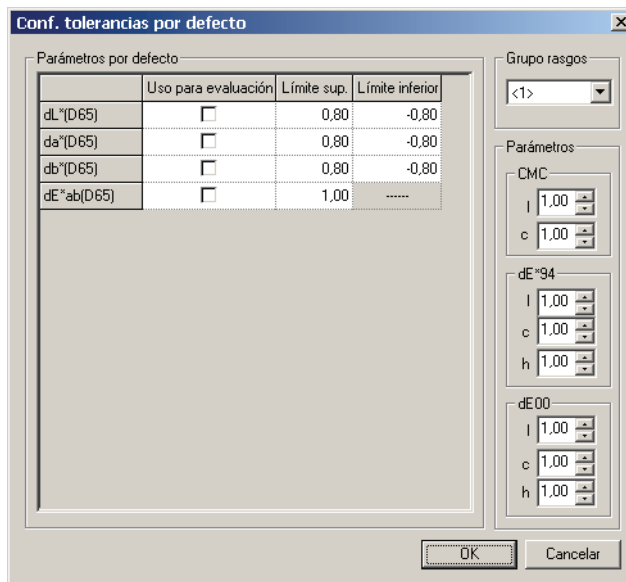 Conf. tolerancias por defecto
Parámetros por defecto
Uso para evaluación Límite sup. Límite inferior
dL*(D65) 0,80 -0,80
da*(D65) 0,80 -0,80
db*(D65) 0,80 -0,80
dE*ab(D65) 1,00 ------
Grupo rasgos
<1>
Parámetros
CMC
l 1,00
c 1,00
dE*94
l 1,00
c 1,00
h 1,00
dE00
l 1,00
c 1,00
h 1,00
OK Cancelar